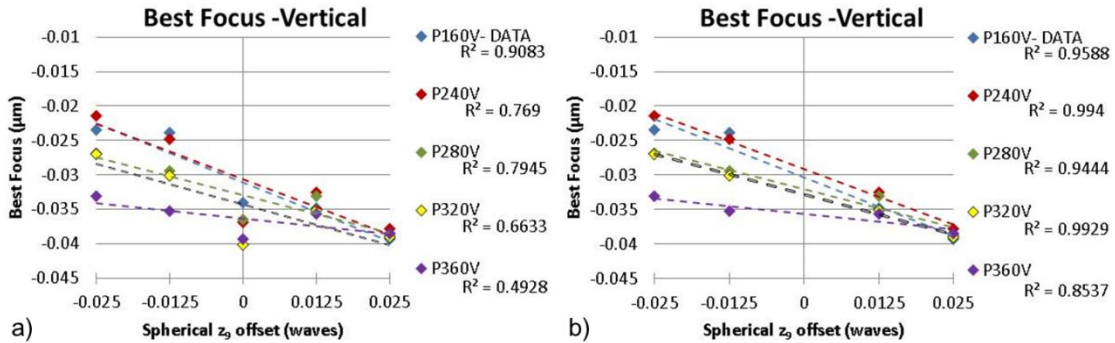 Best Focus -Vertical
Best Focus (µm)
-0.01
-0.015
-0.02
-0.025
-0.03
-0.035
-0.04
-0.045
-0.025
-0.0125
0
0.0125
0.025
Spherical z₉ offset (waves)
P160V- DATA
R² = 0.9083
P240V
R² = 0.769
P280V
R² = 0.7945
P320V
R² = 0.6633
P360V
R² = 0.4928
a)
Best Focus -Vertical
Best Focus (µm)
-0.01
-0.015
-0.02
-0.025
-0.03
-0.035
-0.04
-0.045
-0.025
-0.0125
0
0.0125
0.025
Spherical z₉ offset (waves)
P160V- DATA
R² = 0.9588
P240V
R² = 0.994
P280V
R² = 0.9444
P320V
R² = 0.9929
P360V
R² = 0.8537
b)